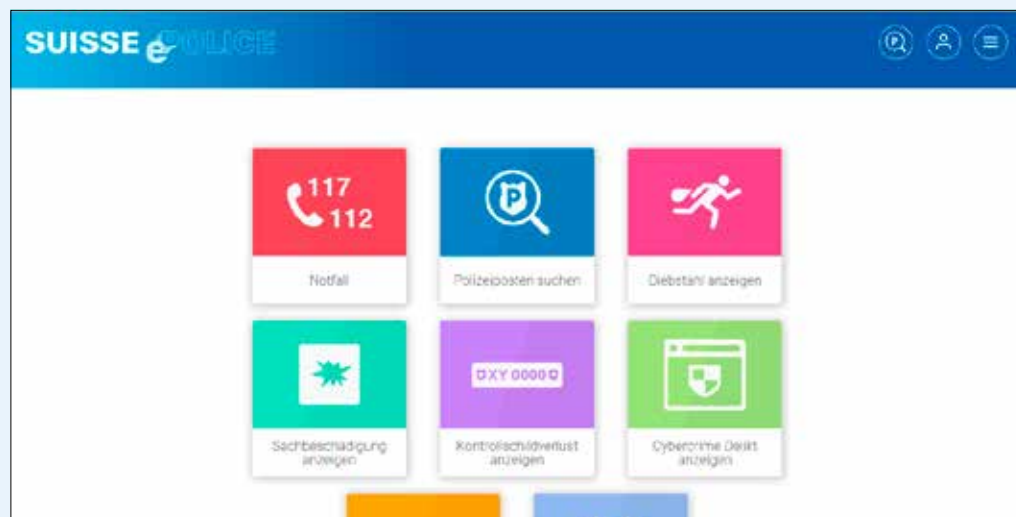 SUISSE ePOLICE
117
112
Notfall
Polizeiposten suchen
Diebstahl anzeigen
XY 0000
Sachbeschädigung
anzeigen
Kontrollschildverlust
anzeigen
Cybercrime Delikt
anzeigen
P
P